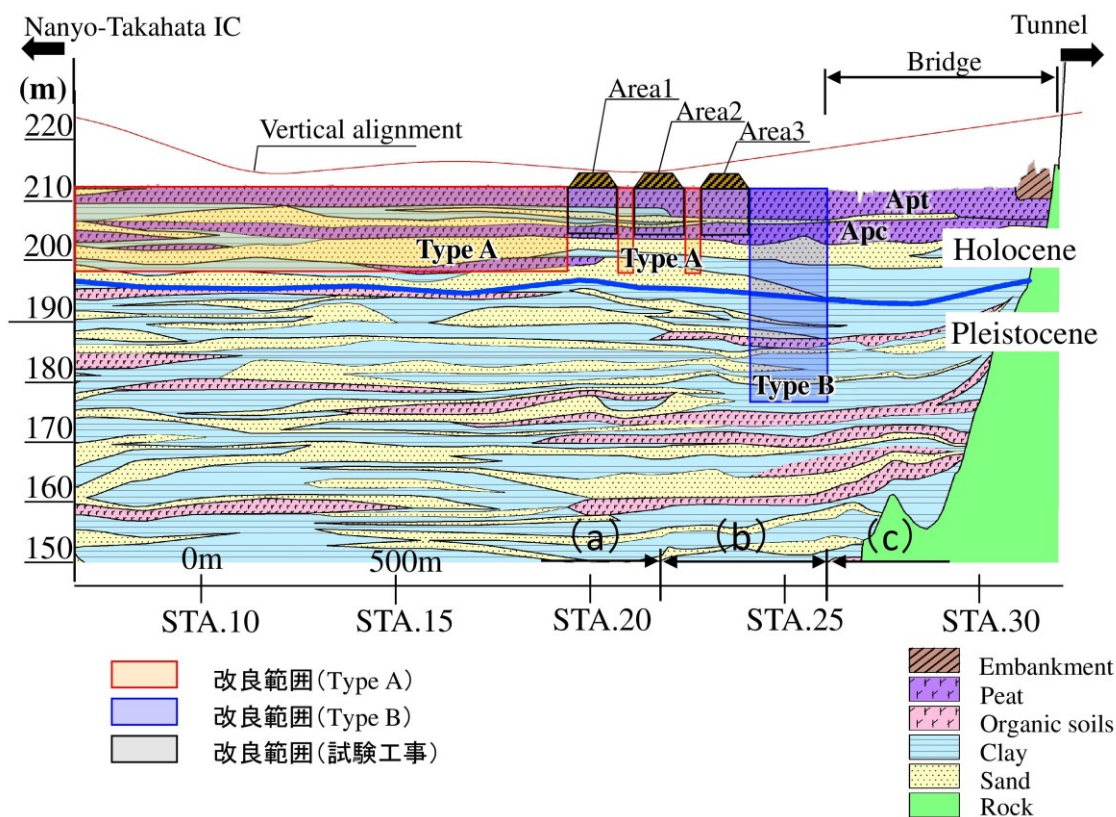 Nanyo-Takahata IC
Tunnel
Bridge
(m)
Area1
Area2
Area3
Vertical alignment
220
210
200
190
180
170
160
150
Apt
Apc
Type A
Type A
Holocene
Pleistocene
Type B
(a)
(b)
(c)
0m
500m
STA.10
STA.15
STA.20
STA.25
STA.30
改良範囲(Type A)
改良範囲(Type B)
改良範囲(試験工事)
Embankment
Peat
Organic soils
Clay
Sand
Rock